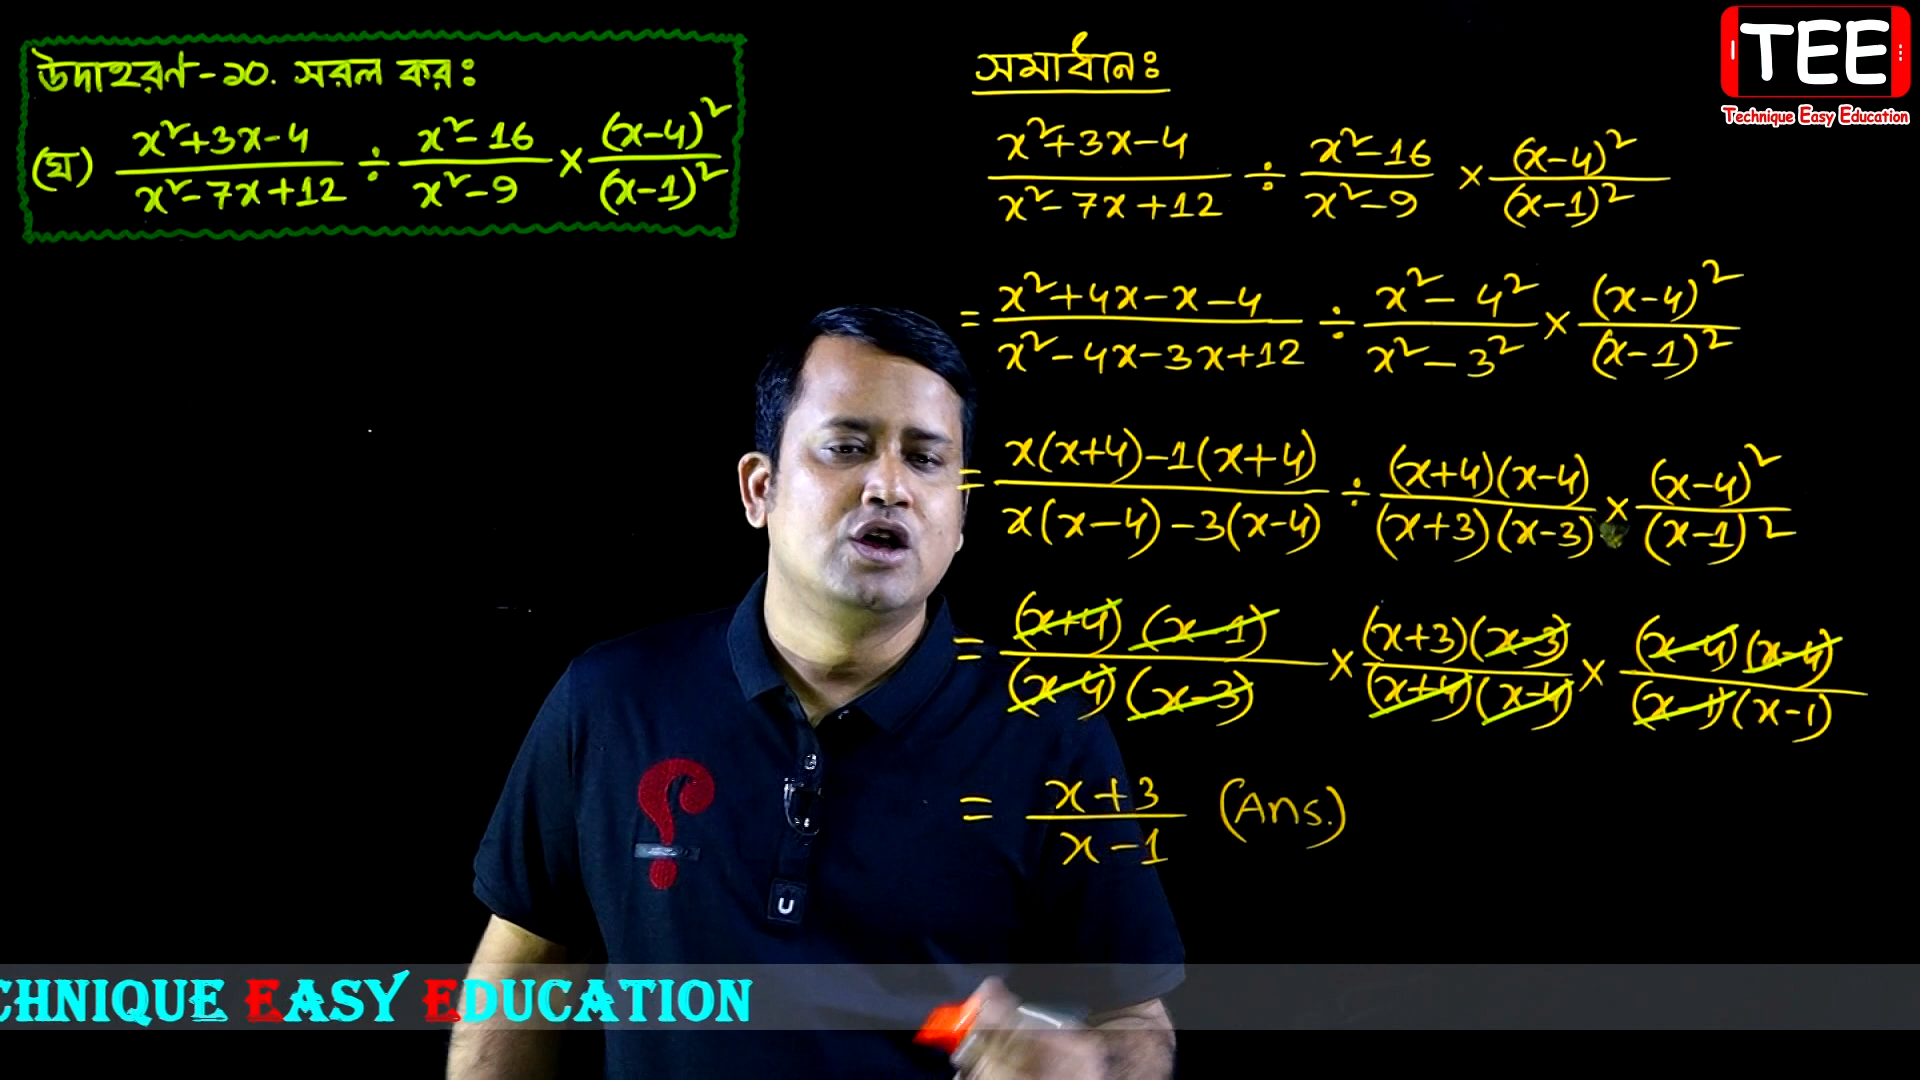 উদাহরণ-১০. সরল করঃ
(ঘ) (x²+3x-4)/(x²-7x+12) ÷ (x²-16)/(x²-9) × (x-4)²/(x-1)²
সমাধানঃ
(x²+3x-4)/(x²-7x+12) ÷ (x²-16)/(x²-9) × (x-4)²/(x-1)²
= (x²+4x-x-4)/(x²-4x-3x+12) ÷ (x²-4²)/(x²-3²) × (x-4)²/(x-1)²
= (x(x+4)-1(x+4))/(x(x-4)-3(x-4)) ÷ ((x+4)(x-4))/((x+3)(x-3)) × (x-4)²/(x-1)²
= ((x+4)(x-1))/((x-4)(x-3)) × ((x+3)(x-3))/((x+4)(x-4)) × ((x-4)(x-4))/((x-1)(x-1))
= (x+3)/(x-1) (Ans.)
TEE
Technique Easy Education
U
CHNIQUE EASY EDUCATION